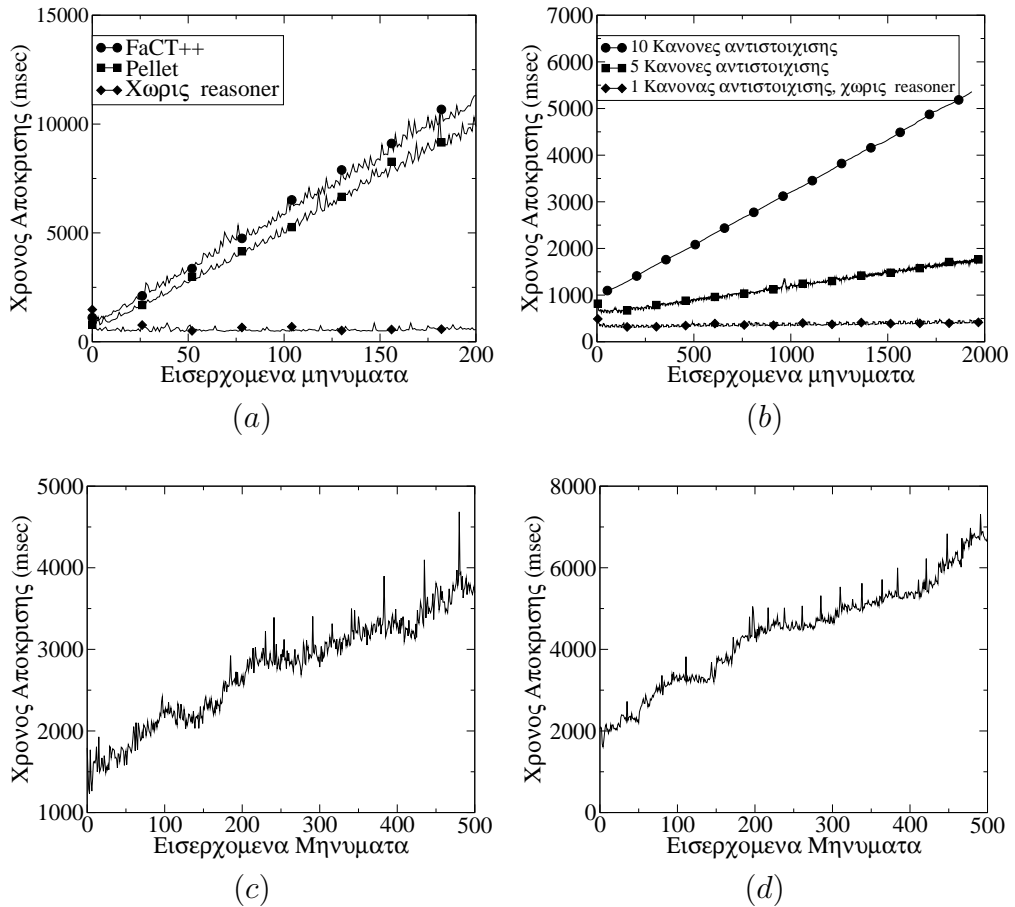 15000
10000
5000
0
Χρονος Αποκρισης (msec)
FaCT++
Pellet
Χωρις reasoner
0 50 100 150 200
Εισερχομενα μηνυματα
(a)
7000
6000
5000
4000
3000
2000
1000
0
Χρονος Αποκρισης (msec)
10 Κανονες αντιστοιχισης
5 Κανονες αντιστοιχισης
1 Κανονας αντιστοιχισης, χωρις reasoner
0 500 1000 1500 2000
Εισερχομενα μηνυματα
(b)
5000
4000
3000
2000
1000
Χρονος Αποκρισης (msec)
0 100 200 300 400 500
Εισερχομενα Μηνυματα
(c)
8000
6000
4000
2000
0
Χρονος Αποκρισης (msec)
0 100 200 300 400 500
Εισερχομενα Μηνυματα
(d)